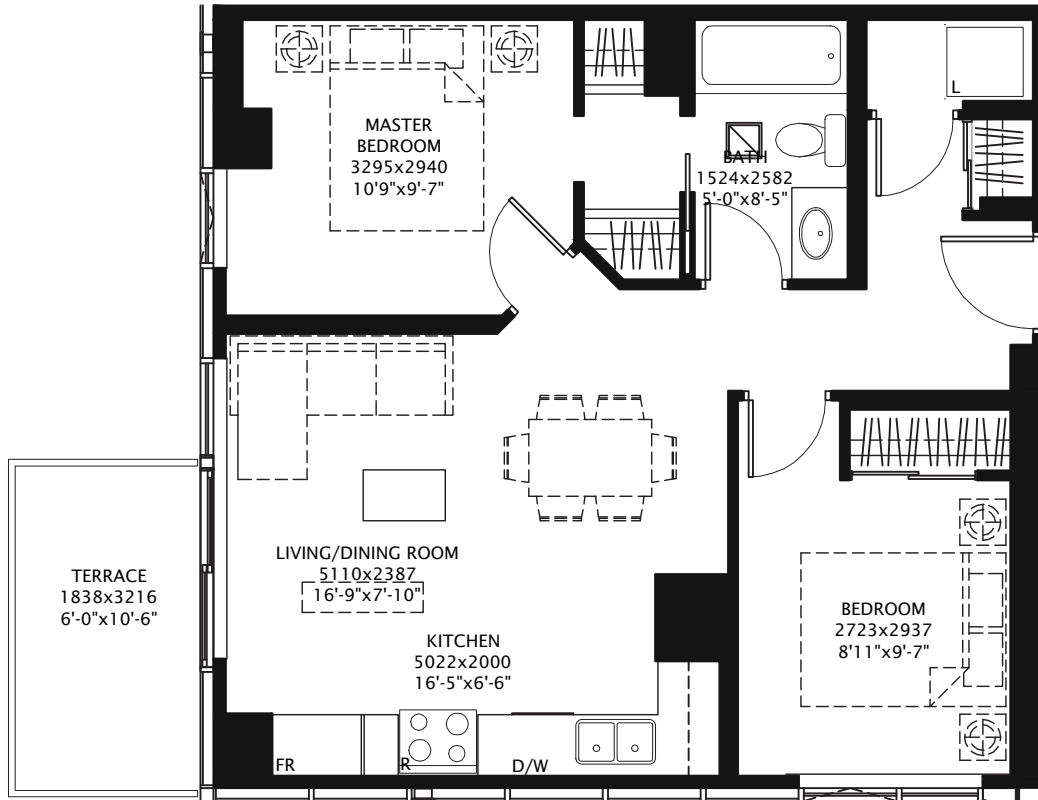 MASTER
BEDROOM
3295x2940
10'9"x9'-7"
BATH
1524x2582
5'-0"x8'-5"
L
LIVING/DINING ROOM
5110x2387
16'-9"x7'-10"
TERRACE
1838x3216
6'-0"x10'-6"
KITCHEN
5022x2000
16'-5"x6'-6"
BEDROOM
2723x2937
8'11"x9'-7"
FR
R
D/W